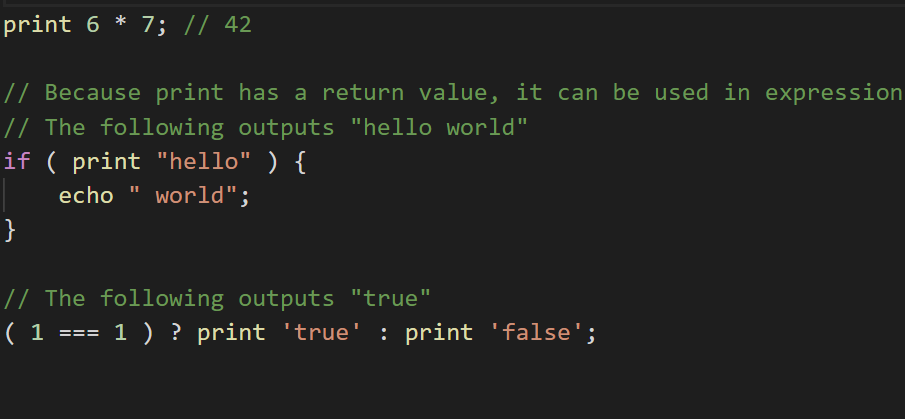 print 6 * 7; // 42
// Because print has a return value, it can be used in expression
// The following outputs "hello world"
if ( print "hello" ) {
    echo " world";
}
// The following outputs "true"
( 1 === 1 ) ? print 'true' : print 'false';